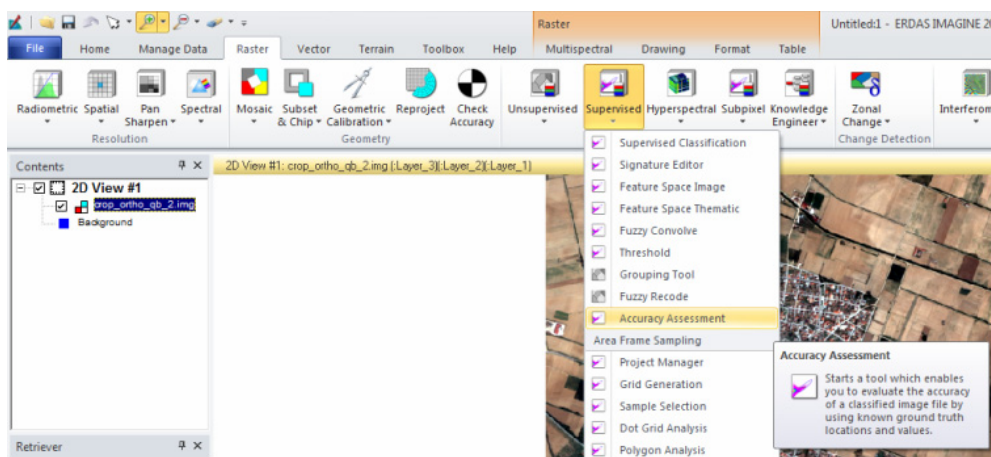 Raster
Untitled:1 - ERDAS IMAGINE 20
File Home Manage Data Raster Vector Terrain Toolbox Help Multispectral Drawing Format Table
Radiometric Spatial Pan Sharpen Spectral Mosaic Subset & Chip Geometric Calibration Reproject Check Accuracy Unsupervised Supervised Hyperspectral Subpixel Knowledge Engineer Zonal Change Interferom
Resolution Geometry Change Detection
Contents
2D View #1: crop_ortho_qb_2.img (:Layer_3)(:Layer_2)(:Layer_1)
2D View #1
crop_ortho_qb_2.img
Background
Retriever
Supervised Classification
Signature Editor
Feature Space Image
Feature Space Thematic
Fuzzy Convolve
Threshold
Grouping Tool
Fuzzy Recode
Accuracy Assessment
Area Frame Sampling
Project Manager
Grid Generation
Sample Selection
Dot Grid Analysis
Polygon Analysis
Accuracy Assessment
Starts a tool which enables
you to evaluate the accuracy
of a classified image file by
using known ground truth
locations and values.